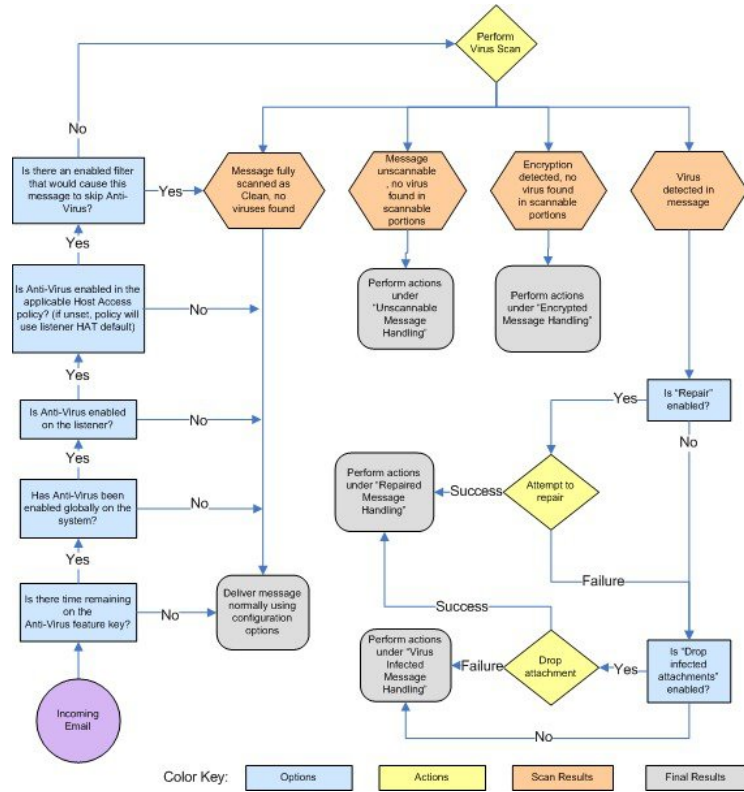 Perform
Virus Scan
No
Is there an enabled filter
that would cause this
message to skip Anti-
Virus?
Yes
Message fully
scanned as
Clean, no
viruses found
Message
unscannable
, no virus
found in
scannable
portions
Encryption
detected, no
virus found
in scannable
portions
Virus
detected in
message
Yes
Is Anti-Virus enabled in the
applicable Host Access
policy? (if unset, policy will
use listener HAT default)
No
Perform actions
under
“Unscannable
Message
Handling”
Perform actions
under “Encrypted
Message Handling”
Yes
Is Anti-Virus enabled
on the listener?
No
Is “Repair”
enabled?
Yes
No
Yes
Has Anti-Virus been
enabled globally on the
system?
No
Perform actions
under “Repaired
Message
Handling”
Success
Attempt to
repair
Failure
Yes
Is there time remaining
on the
Anti-Virus feature key?
No
Deliver message
normally using
configuration
options
Success
Perform actions
under “Virus
Infected
Message
Handling”
Failure
Drop
attachment
Yes
Is “Drop
infected
attachments”
enabled?
No
Incoming
Email
Color Key:
Options
Actions
Scan Results
Final Results